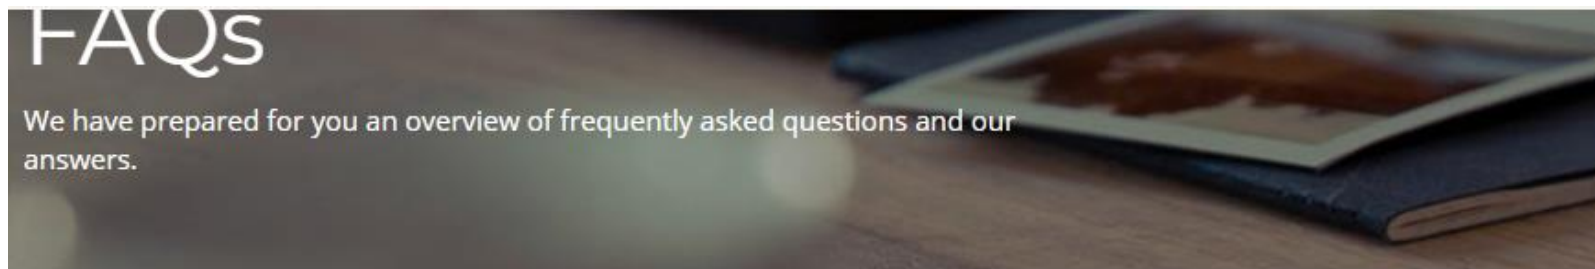 FAQs
We have prepared for you an overview of frequently asked questions and our
answers.